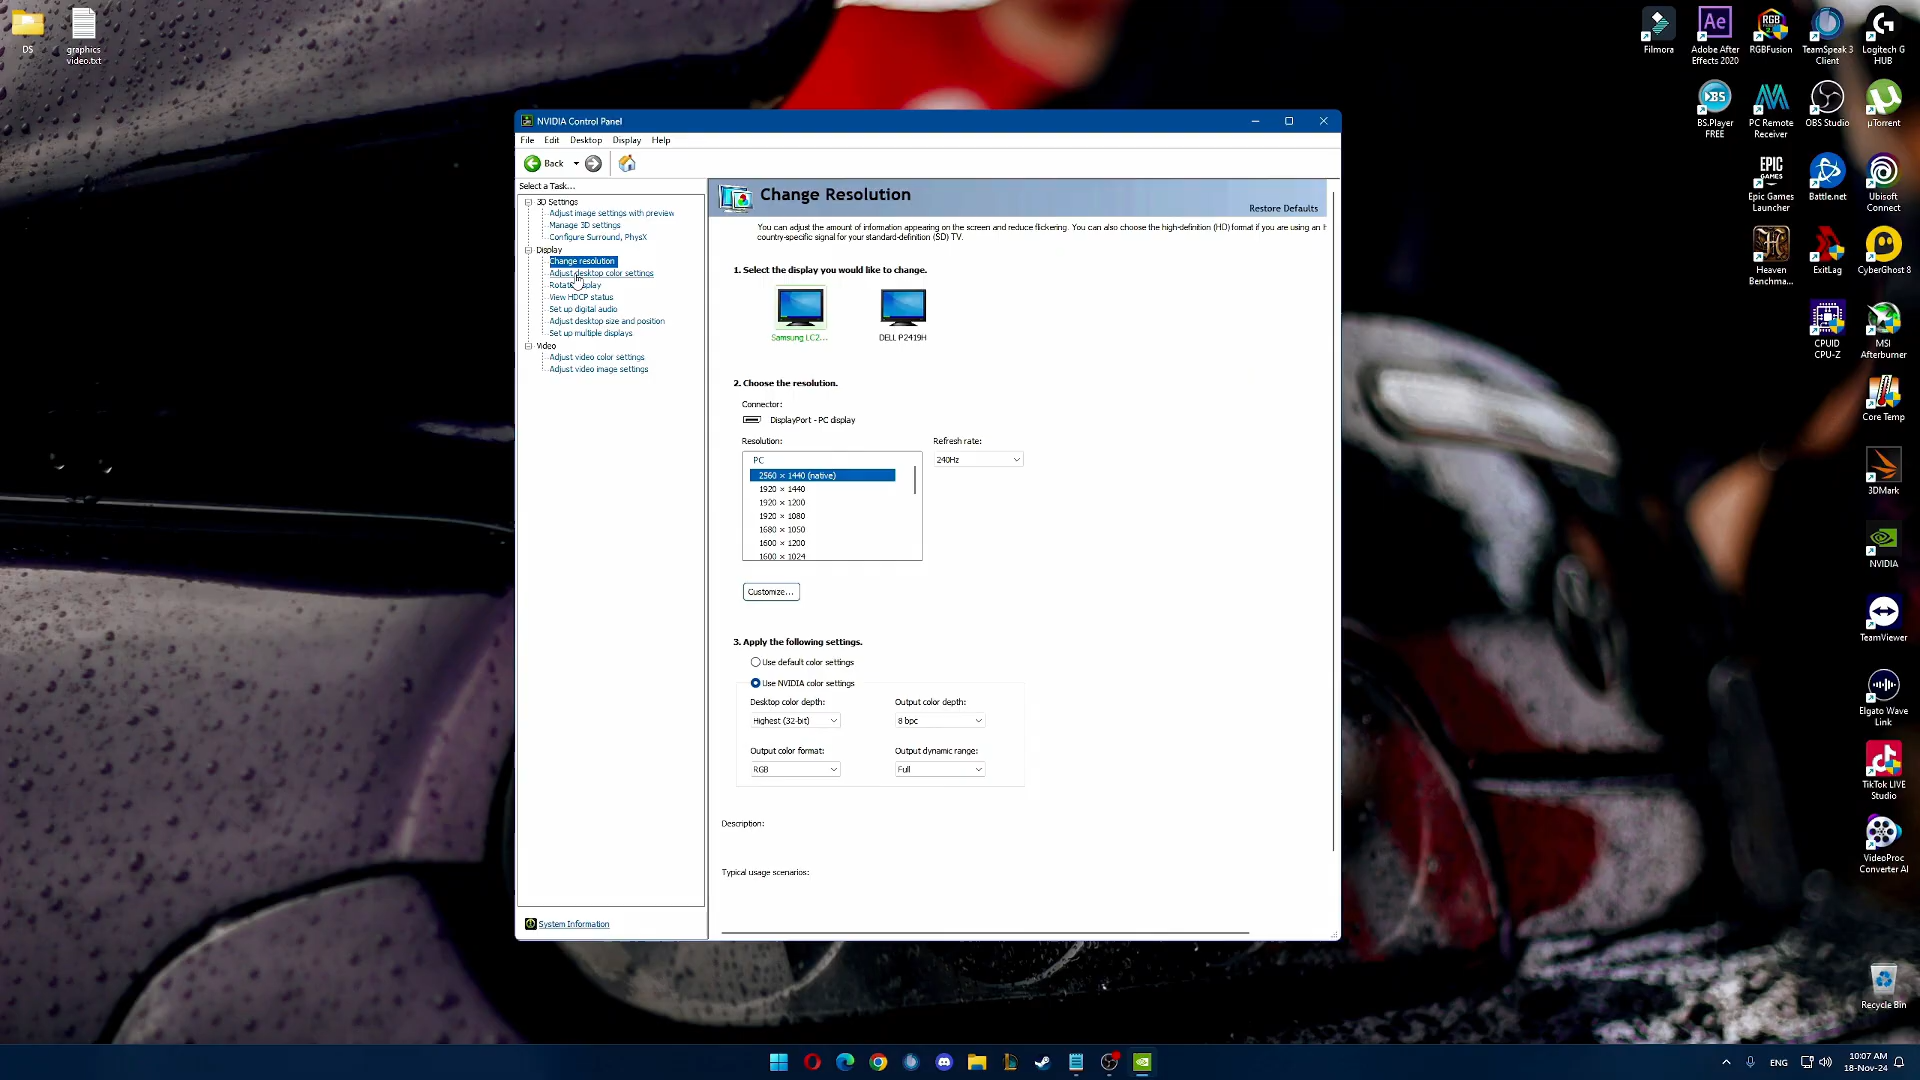 DS
graphics
video.txt
Filmora
Adobe After
Effects 2020
RGBFusion
TeamSpeak 3
Client
Logitech G
HUB
BS.Player
FREE
PC Remote
Receiver
OBS Studio
µTorrent
Epic Games
Launcher
Battle.net
Ubisoft
Connect
Heaven
Benchma...
ExitLag
CyberGhost 8
CPUID
CPU-Z
MSI
Afterburner
Core Temp
3DMark
NVIDIA
TeamViewer
Elgato Wave
Link
TikTok LIVE
Studio
VideoProc
Converter AI
Recycle Bin
NVIDIA Control Panel
File Edit Desktop Display Help
Back
Select a Task...
3D Settings
Adjust image settings with preview
Manage 3D settings
Configure Surround, PhysX
Display
Change resolution
Adjust desktop color settings
Rotate display
View HDCP status
Set up digital audio
Adjust desktop size and position
Set up multiple displays
Video
Adjust video color settings
Adjust video image settings
System Information
Change Resolution
Restore Defaults
You can adjust the amount of information appearing on the screen and reduce flickering. You can also choose the high-definition (HD) format if you are using an H
country-specific signal for your standard-definition (SD) TV.
1. Select the display you would like to change.
Samsung LC2...
DELL P2419H
2. Choose the resolution.
Connector:
DisplayPort - PC display
Resolution:
Refresh rate:
PC
240Hz
2560 × 1440 (native)
1920 × 1440
1920 × 1200
1920 × 1080
1680 × 1050
1600 × 1200
1600 × 1024
Customize...
3. Apply the following settings.
Use default color settings
Use NVIDIA color settings
Desktop color depth:
Output color depth:
Highest (32-bit)
8 bpc
Output color format:
Output dynamic range:
RGB
Full
Description:
Typical usage scenarios:
ENG
10:07 AM
18-Nov-24